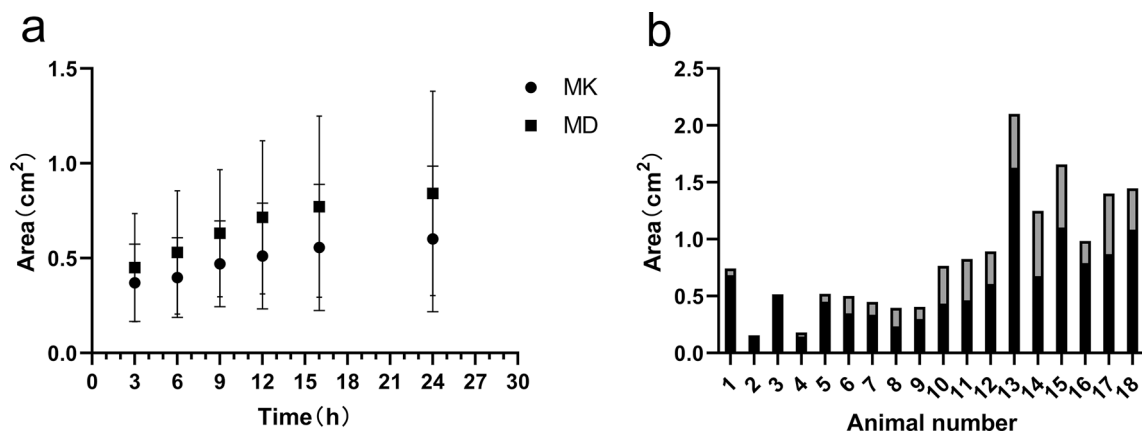 a
Area(cm²)
1.5
1.0
0.5
0.0
0 3 6 9 12 15 18 21 24 27 30
Time(h)
MK
MD
b
Area(cm²)
2.5
2.0
1.5
1.0
0.5
0.0
1 2 3 4 5 6 7 8 9 10 11 12 13 14 15 16 17 18
Animal number